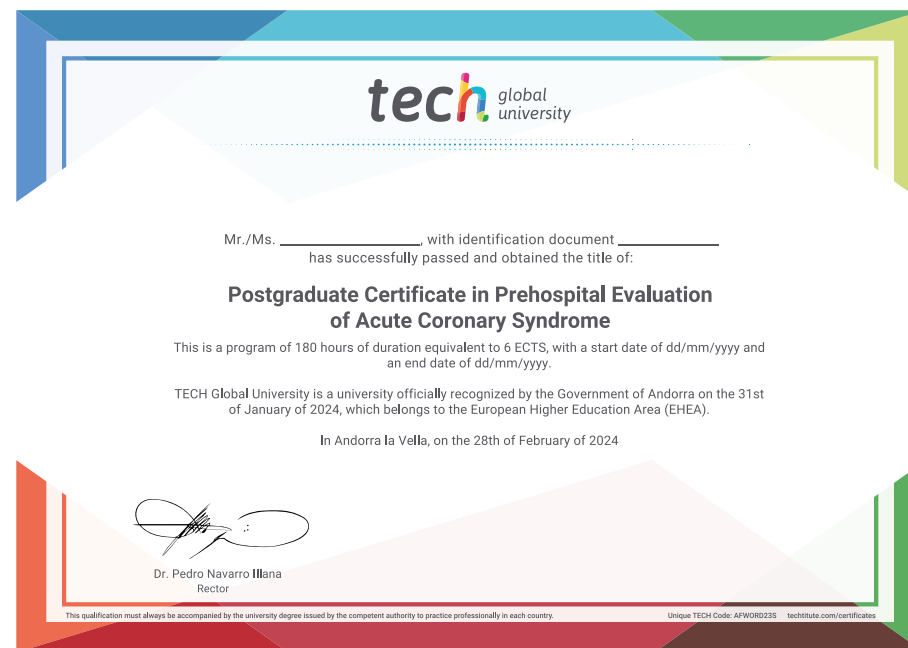 tech global university
Mr./Ms. ____________, with identification document ____________
has successfully passed and obtained the title of:
Postgraduate Certificate in Prehospital Evaluation
of Acute Coronary Syndrome
This is a program of 180 hours of duration equivalent to 6 ECTS, with a start date of dd/mm/yyyy and
an end date of dd/mm/yyyy.
TECH Global University is a university officially recognized by the Government of Andorra on the 31st
of January of 2024, which belongs to the European Higher Education Area (EHEA).
In Andorra la Vella, on the 28th of February of 2024
Dr. Pedro Navarro Illana
Rector
This qualification must always be accompanied by the university degree issued by the competent authority to practice professionally in each country.
Unique TECH Code: AFWORD23S techtitute.com/certificates